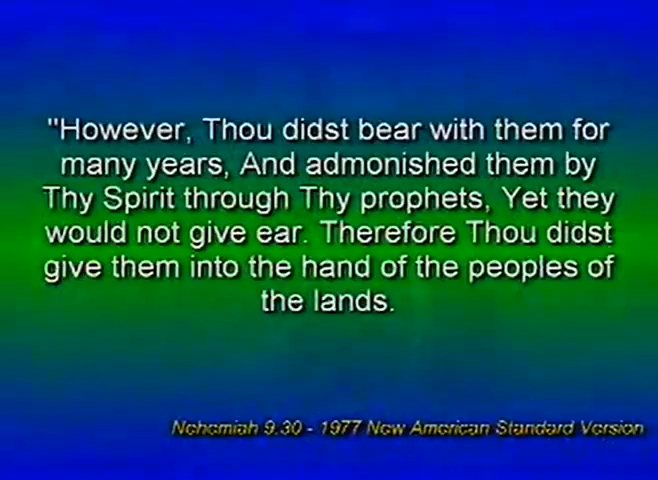 "However, Thou didst bear with them for
many years, And admonished them by
Thy Spirit through Thy prophets, Yet they
would not give ear. Therefore Thou didst
give them into the hand of the peoples of
the lands.
Nehemiah 9.30 - 1977 New American Standard Version